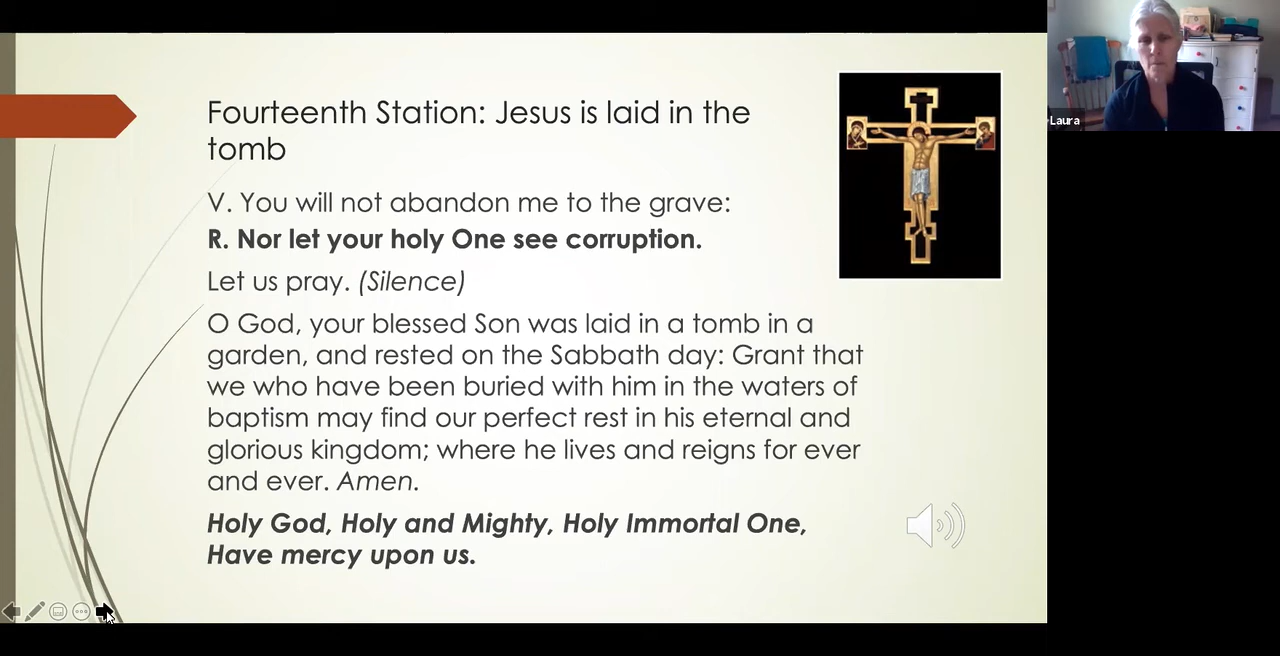 Fourteenth Station: Jesus is laid in the
tomb
V. You will not abandon me to the grave:
R. Nor let your holy One see corruption.
Let us pray. (Silence)
O God, your blessed Son was laid in a tomb in a
garden, and rested on the Sabbath day: Grant that
we who have been buried with him in the waters of
baptism may find our perfect rest in his eternal and
glorious kingdom; where he lives and reigns for ever
and ever. Amen.
Holy God, Holy and Mighty, Holy Immortal One,
Have mercy upon us.
Laura